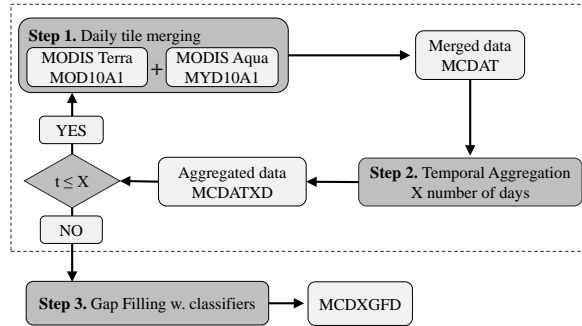 Step 1. Daily tile merging
MODIS Terra
MOD10A1
+
MODIS Aqua
MYD10A1
Merged data
MCDAT
YES
t ≤ X
Aggregated data
MCDATXD
Step 2. Temporal Aggregation
X number of days
NO
Step 3. Gap Filling w. classifiers
MCDXGFD